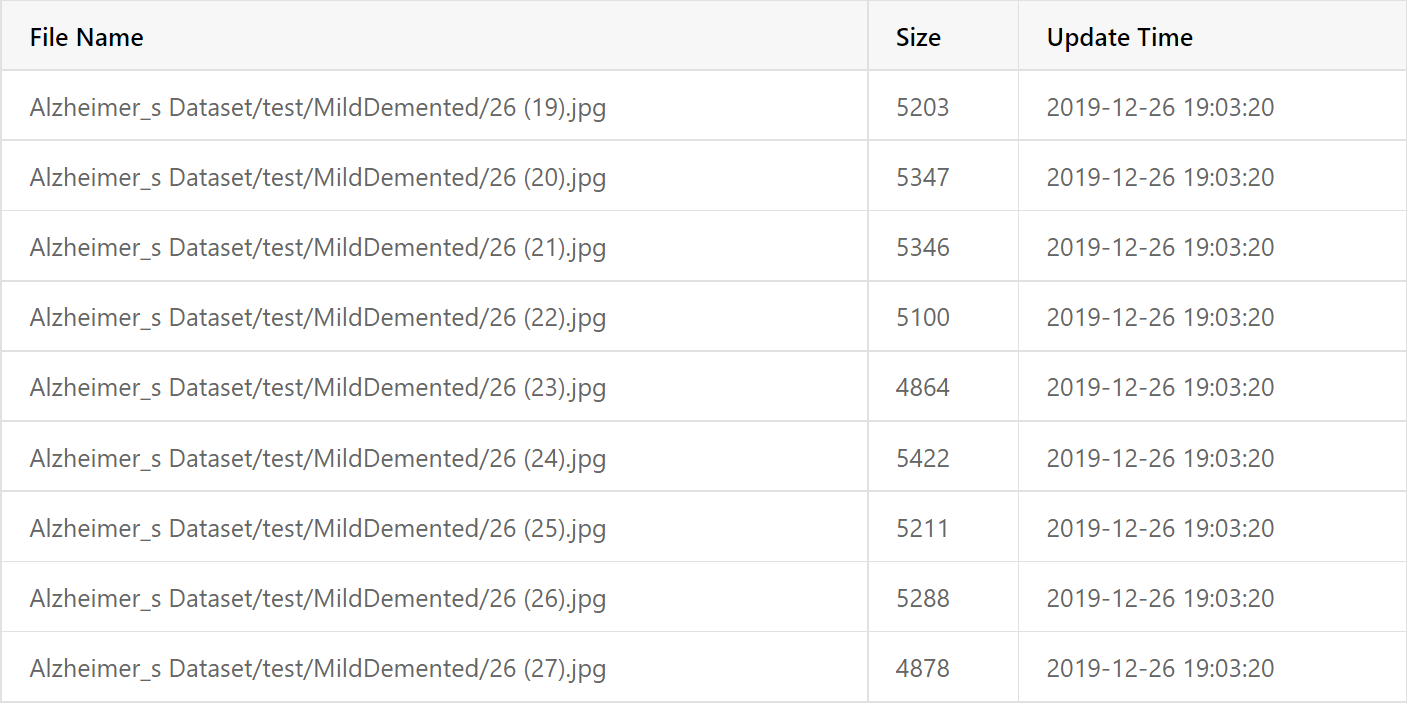 File Name Size Update Time
Alzheimer_s Dataset/test/MildDemented/26 (19).jpg 5203 2019-12-26 19:03:20
Alzheimer_s Dataset/test/MildDemented/26 (20).jpg 5347 2019-12-26 19:03:20
Alzheimer_s Dataset/test/MildDemented/26 (21).jpg 5346 2019-12-26 19:03:20
Alzheimer_s Dataset/test/MildDemented/26 (22).jpg 5100 2019-12-26 19:03:20
Alzheimer_s Dataset/test/MildDemented/26 (23).jpg 4864 2019-12-26 19:03:20
Alzheimer_s Dataset/test/MildDemented/26 (24).jpg 5422 2019-12-26 19:03:20
Alzheimer_s Dataset/test/MildDemented/26 (25).jpg 5211 2019-12-26 19:03:20
Alzheimer_s Dataset/test/MildDemented/26 (26).jpg 5288 2019-12-26 19:03:20
Alzheimer_s Dataset/test/MildDemented/26 (27).jpg 4878 2019-12-26 19:03:20